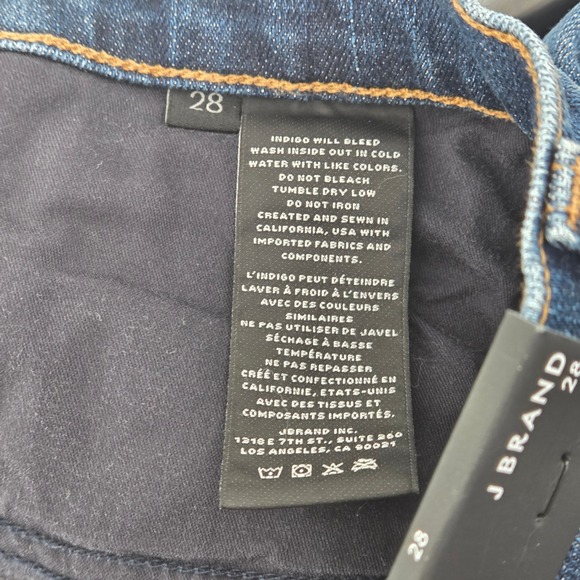 28
INDIGO WILL BLEED
WASH INSIDE OUT IN COLD
WATER WITH LIKE COLORS.
DO NOT BLEACH
TUMBLE DRY LOW
DO NOT IRON
CREATED AND SEWN IN
CALIFORNIA, USA WITH
IMPORTED FABRICS AND
COMPONENTS.
L'INDIGO PEUT DÉTEINDRE
LAVER À FROID À L'ENVERS
AVEC DES COULEURS
SIMILAIRES
NE PAS UTILISER DE JAVEL
SÉCHAGE À BASSE
TEMPÉRATURE
NE PAS REPASSER
CRÉÉ ET CONFECTIONNÉ EN
CALIFORNIE, ETATS-UNIS
AVEC DES TISSUS ET
COMPOSANTS IMPORTÉS.
JBRAND INC.
1318 E 7TH ST., SUITE 260
LOS ANGELES, CA 90021
J BRAND
28
28